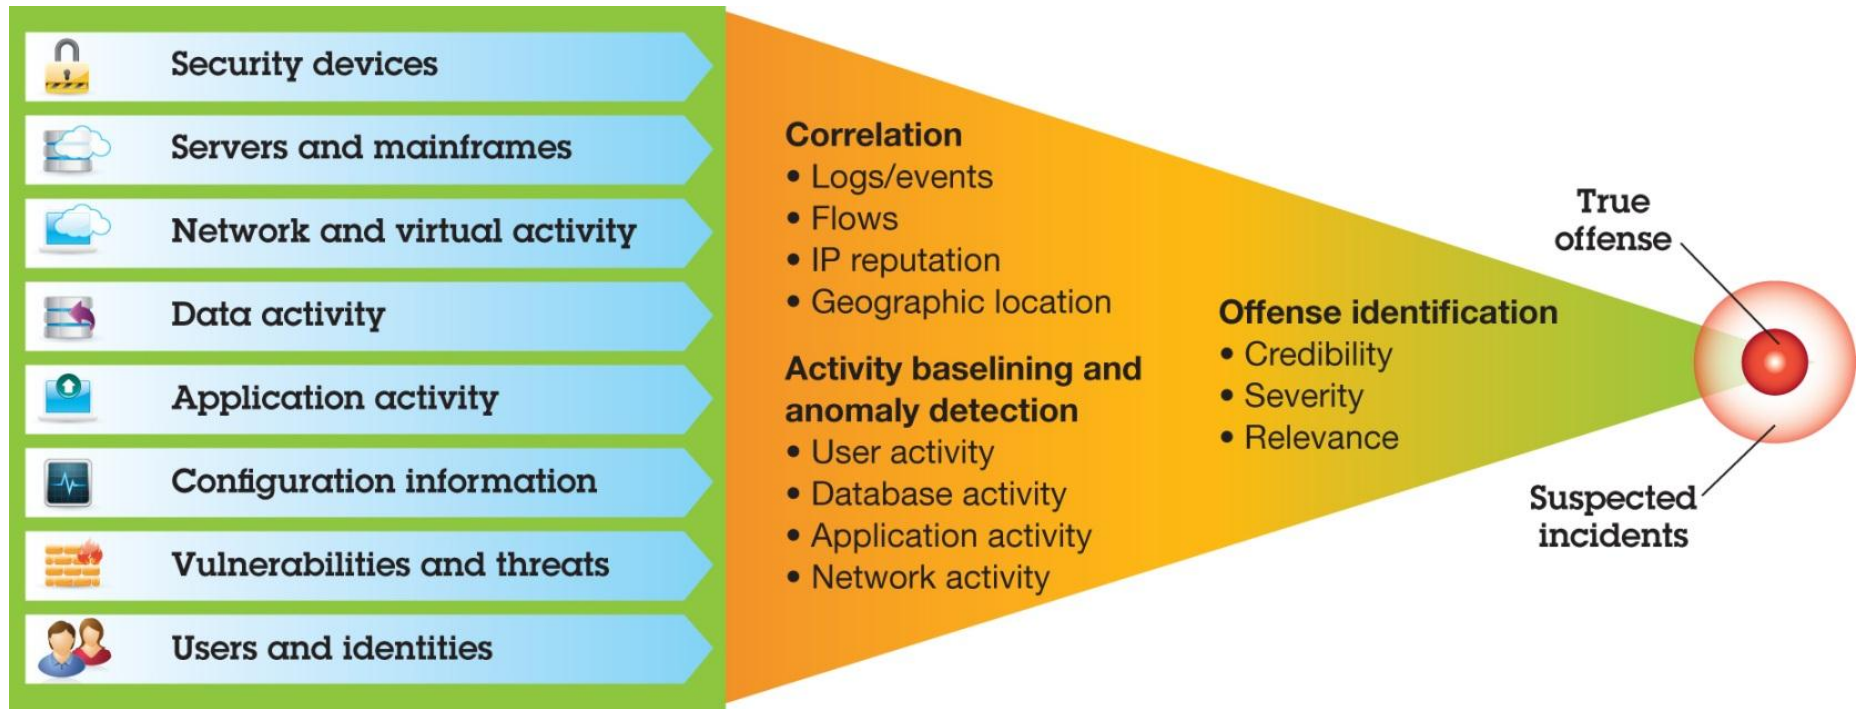 Security devices
Servers and mainframes
Network and virtual activity
Data activity
Application activity
Configuration information
Vulnerabilities and threats
Users and identities
Correlation
• Logs/events
• Flows
• IP reputation
• Geographic location
Activity baselining and
anomaly detection
• User activity
• Database activity
• Application activity
• Network activity
Offense identification
• Credibility
• Severity
• Relevance
True
offense
Suspected
incidents